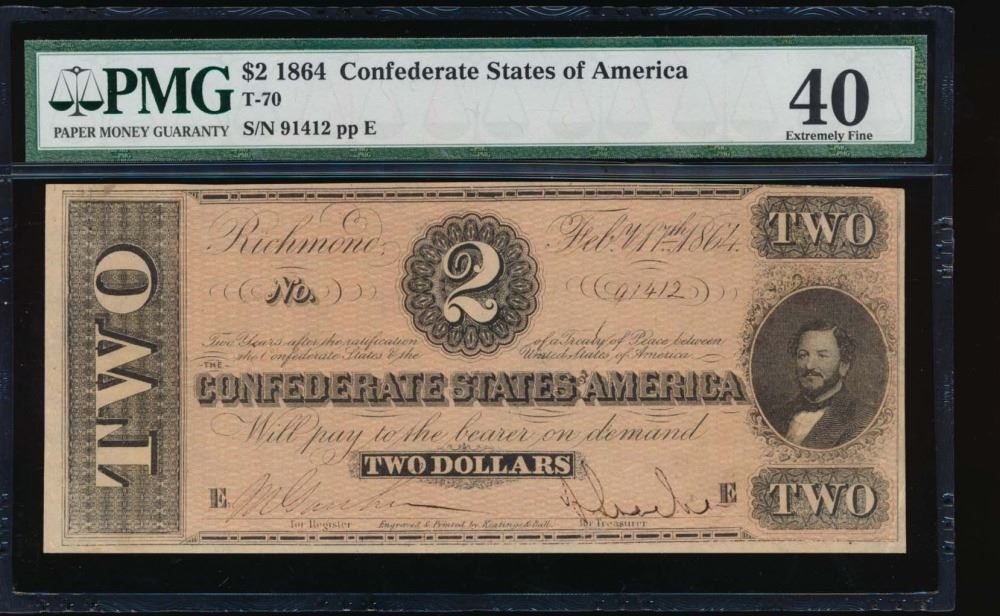 PMG
PAPER MONEY GUARANTY
$2 1864 Confederate States of America
T-70
S/N 91412 pp E
40
Extremely Fine
TWO
Richmond,
2
Feb.y 17th 1864.
TWO
No.
91412
Two Years after the ratification of a Treaty of Peace between
the Confederate States & the United States of America
THE
CONFEDERATE STATES OF AMERICA
Will pay to the bearer on demand
TWO DOLLARS
E
E
for Register
Engraved & Printed by Keatinge & Ball.
for Treasurer
TWO